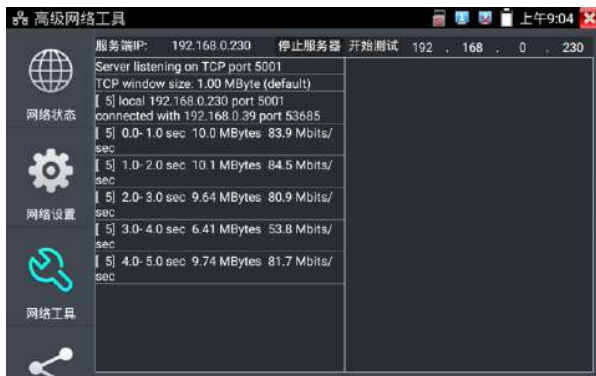 高级网络工具 上午9:04
服务端IP: 192.168.0.230 停止服务器 开始测试 192 . 168 . 0 . 230
Server listening on TCP port 5001
TCP window size: 1.00 MByte (default)
[ 5] local 192.168.0.230 port 5001
connected with 192.168.0.39 port 53685
[ 5] 0.0- 1.0 sec 10.0 MBytes 83.9 Mbits/
sec
[ 5] 1.0- 2.0 sec 10.1 MBytes 84.5 Mbits/
sec
[ 5] 2.0- 3.0 sec 9.64 MBytes 80.9 Mbits/
sec
[ 5] 3.0- 4.0 sec 6.41 MBytes 53.8 Mbits/
sec
[ 5] 4.0- 5.0 sec 9.74 MBytes 81.7 Mbits/
sec
网络状态
网络设置
网络工具